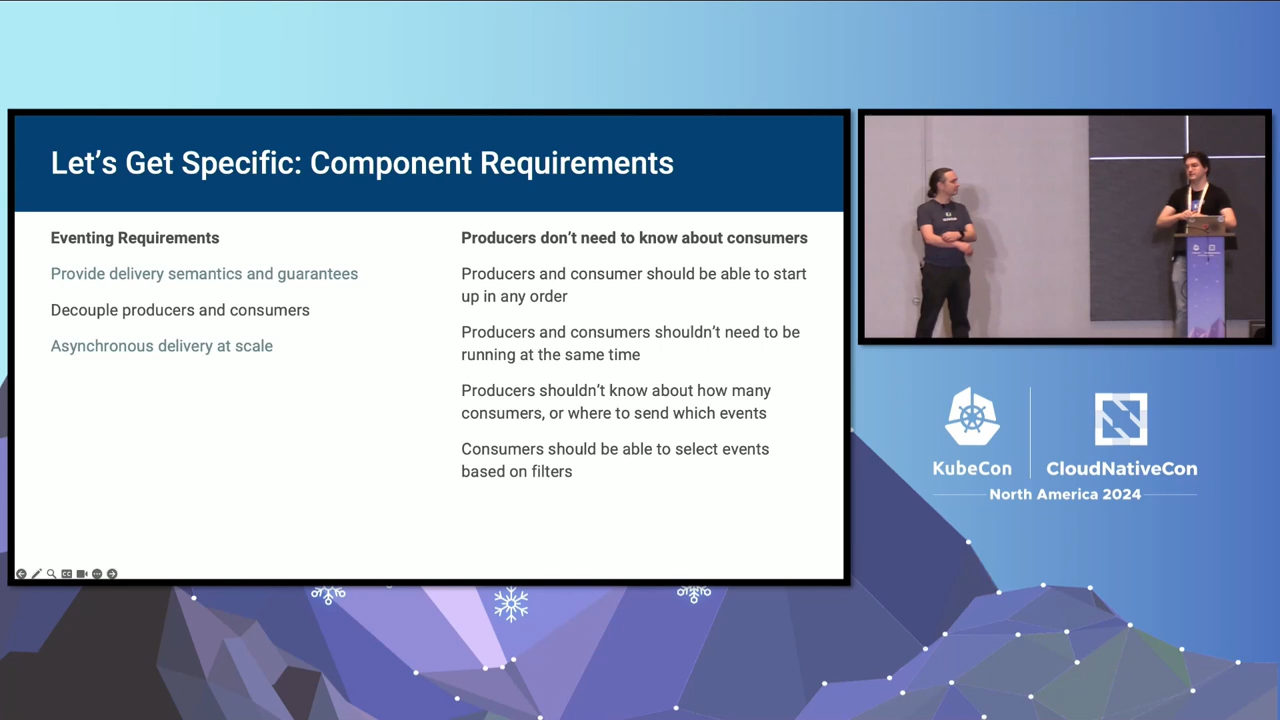 Let's Get Specific: Component Requirements
Eventing Requirements
Provide delivery semantics and guarantees
Decouple producers and consumers
Asynchronous delivery at scale
Producers don't need to know about consumers
Producers and consumer should be able to start
up in any order
Producers and consumers shouldn't need to be
running at the same time
Producers shouldn't know about how many
consumers, or where to send which events
Consumers should be able to select events
based on filters
KubeCon
CloudNativeCon
North America 2024